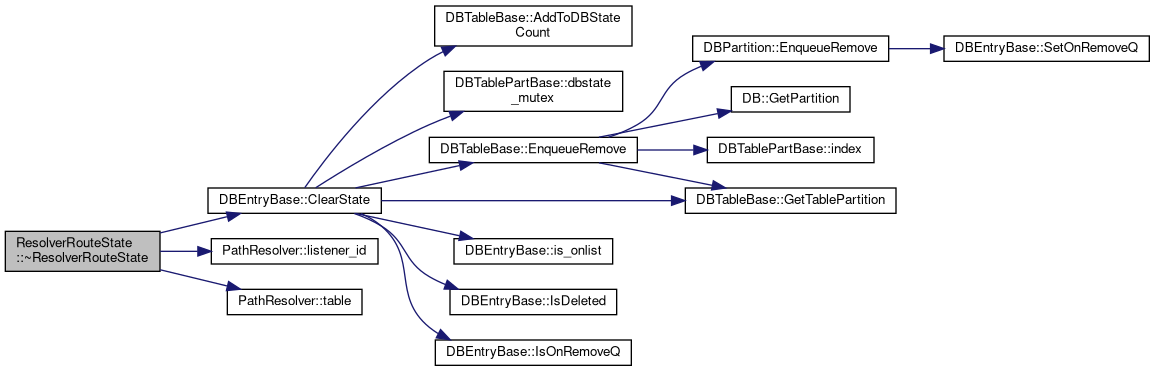 DBTableBase::AddToDBState
Count
DBPartition::EnqueueRemove
DBEntryBase::SetOnRemoveQ
DBTablePartBase::dbstate
_mutex
DB::GetPartition
DBTableBase::EnqueueRemove
DBTablePartBase::index
DBEntryBase::ClearState
DBTableBase::GetTablePartition
ResolverRouteState
::~ResolverRouteState
PathResolver::listener_id
DBEntryBase::is_onlist
PathResolver::table
DBEntryBase::IsDeleted
DBEntryBase::IsOnRemoveQ